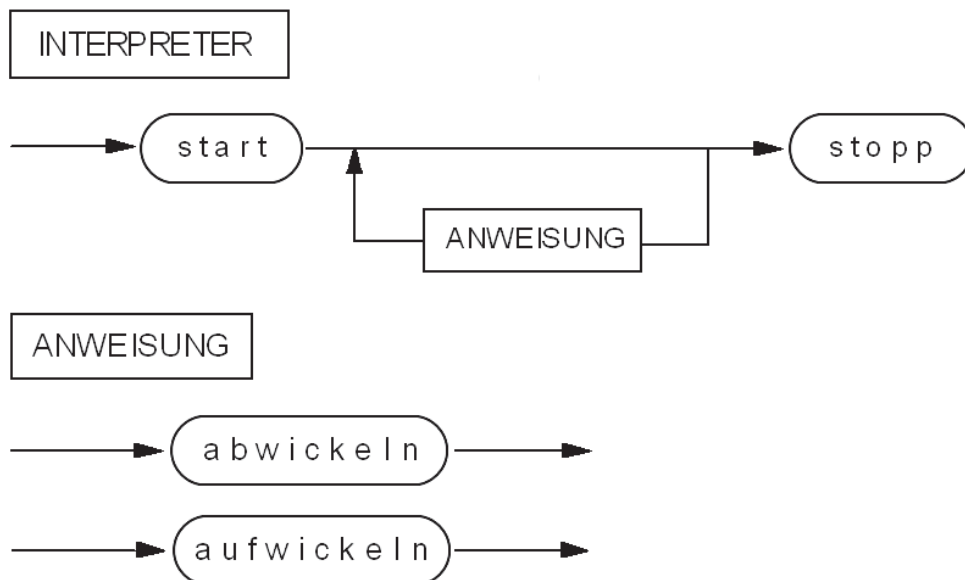 INTERPRETER
start
stopp
ANWEISUNG
ANWEISUNG
abwickeln
aufwickeln